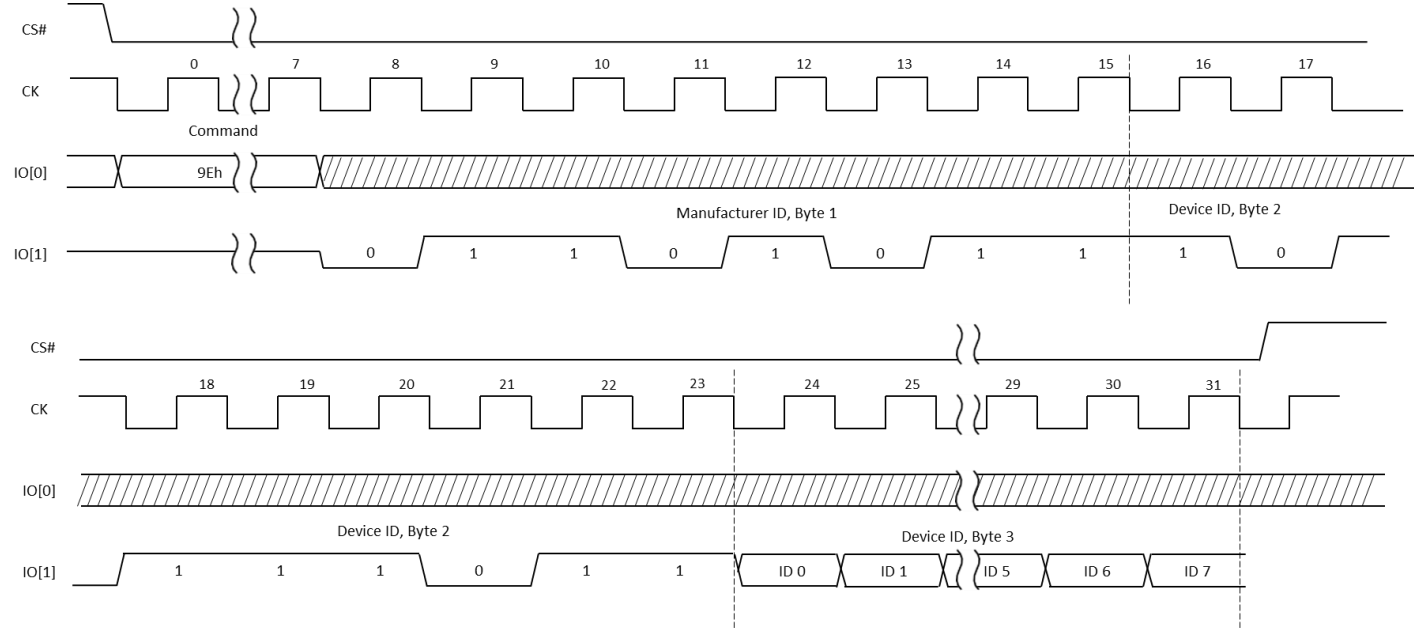 CS#
0 7 8 9 10 11 12 13 14 15 16 17
CK
Command
IO[0] 9Eh
Manufacturer ID, Byte 1 Device ID, Byte 2
IO[1] 0 1 1 0 1 0 1 1 1 0
CS#
18 19 20 21 22 23 24 25 29 30 31
CK
IO[0]
Device ID, Byte 2 Device ID, Byte 3
IO[1] 1 1 1 0 1 1 ID 0 ID 1 ID 5 ID 6 ID 7